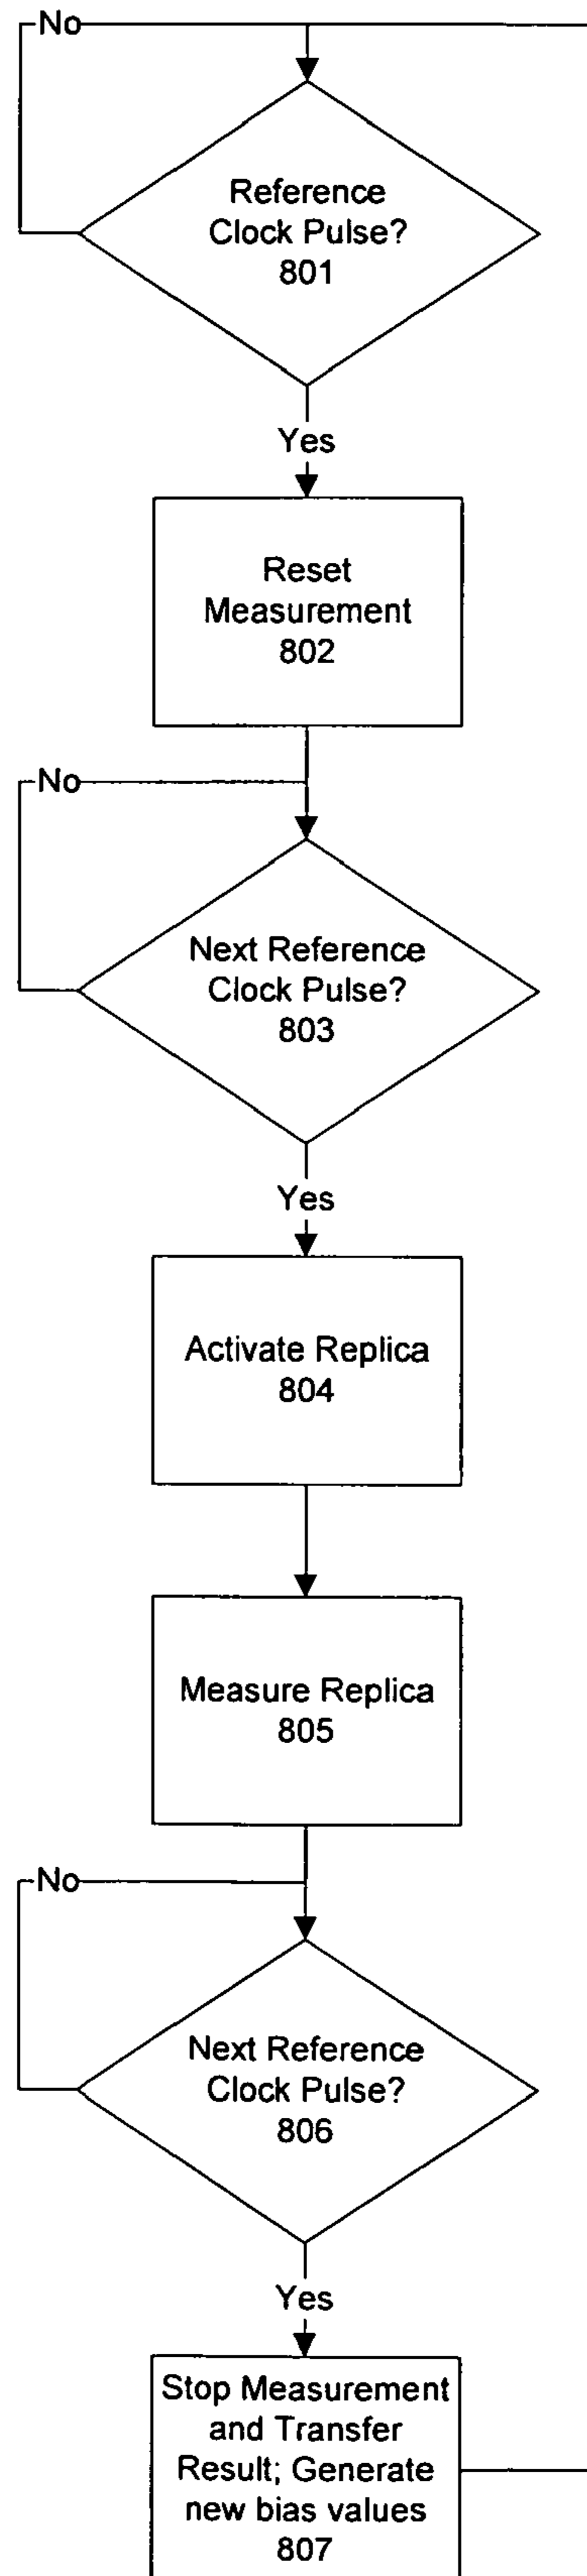 No
Reference
Clock Pulse?
801
Yes
Reset
Measurement
802
No
Next Reference
Clock Pulse?
803
Yes
Activate Replica
804
Measure Replica
805
No
Next Reference
Clock Pulse?
806
Yes
Stop Measurement
and Transfer
Result; Generate
new bias values
807